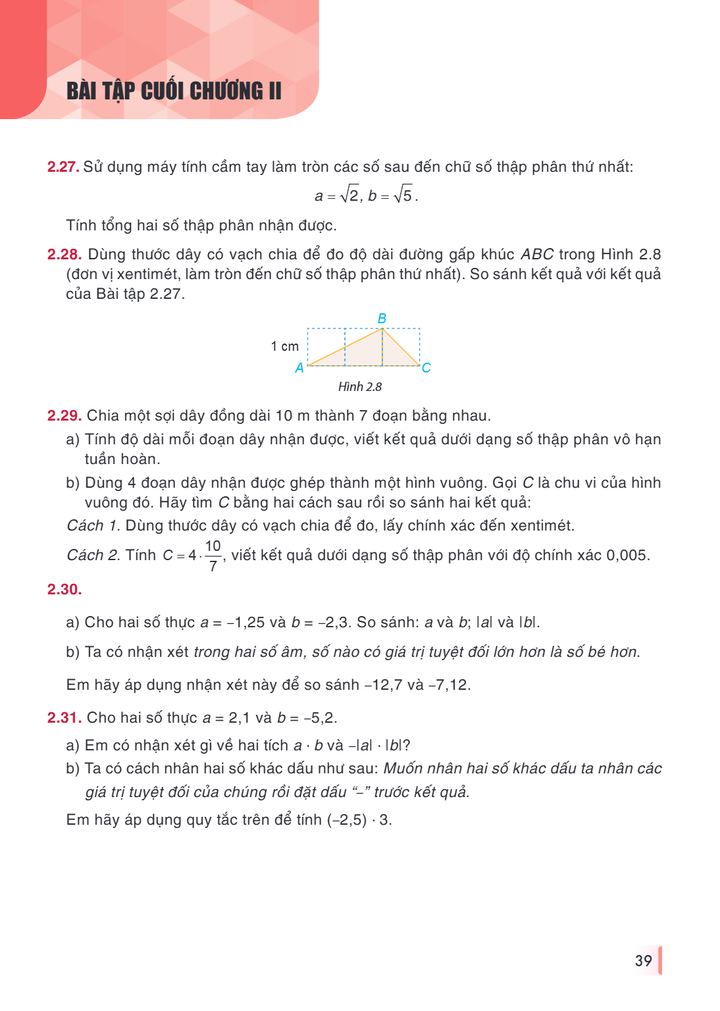 BÀI TẬP CUỐI CHƯƠNG II
2.27. Sử dụng máy tính cầm tay làm tròn các số sau đến chữ số thập phân thứ nhất:
a = √2, b = √5.
Tính tổng hai số thập phân nhận được.
2.28. Dùng thước dây có vạch chia để đo độ dài đường gấp khúc ABC trong Hình 2.8
(đơn vị xentimét, làm tròn đến chữ số thập phân thứ nhất). So sánh kết quả với kết quả
của Bài tập 2.27.
B
1 cm
A
C
Hình 2.8
2.29. Chia một sợi dây đồng dài 10 m thành 7 đoạn bằng nhau.
a) Tính độ dài mỗi đoạn dây nhận được, viết kết quả dưới dạng số thập phân vô hạn
tuần hoàn.
b) Dùng 4 đoạn dây nhận được ghép thành một hình vuông. Gọi C là chu vi của hình
vuông đó. Hãy tìm C bằng hai cách sau rồi so sánh hai kết quả:
Cách 1. Dùng thước dây có vạch chia để đo, lấy chính xác đến xentimét.
Cách 2. Tính C = 4 · 10/7, viết kết quả dưới dạng số thập phân với độ chính xác 0,005.
2.30.
a) Cho hai số thực a = −1,25 và b = −2,3. So sánh: a và b; |a| và |b|.
b) Ta có nhận xét trong hai số âm, số nào có giá trị tuyệt đối lớn hơn là số bé hơn.
Em hãy áp dụng nhận xét này để so sánh −12,7 và −7,12.
2.31. Cho hai số thực a = 2,1 và b = −5,2.
a) Em có nhận xét gì về hai tích a · b và −|a| · |b|?
b) Ta có cách nhân hai số khác dấu như sau: Muốn nhân hai số khác dấu ta nhân các
giá trị tuyệt đối của chúng rồi đặt dấu “−” trước kết quả.
Em hãy áp dụng quy tắc trên để tính (−2,5) · 3.
39